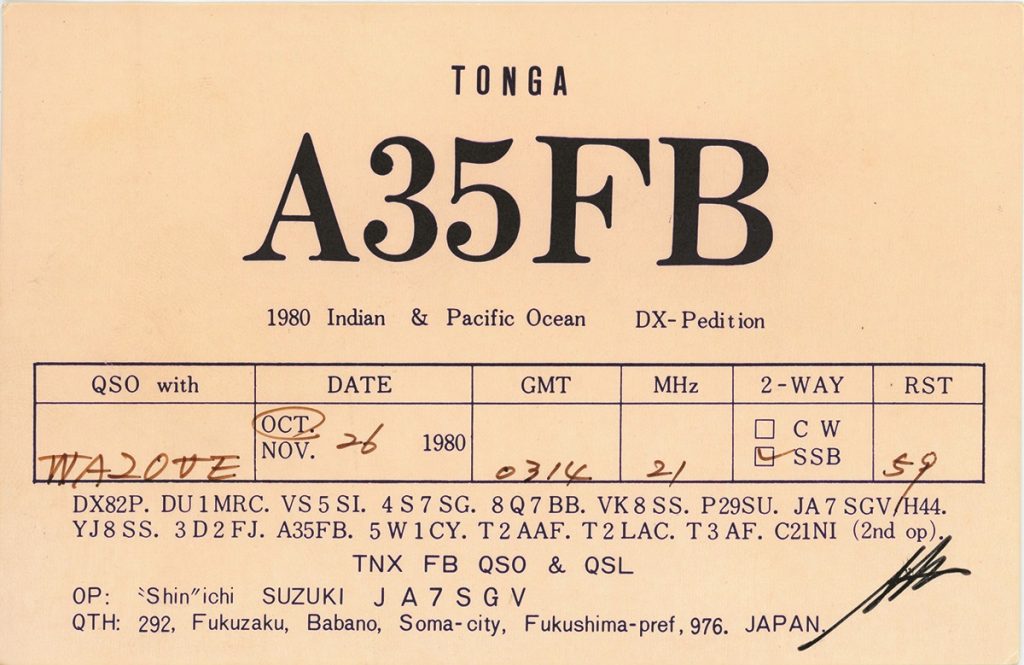 TONGA
A35FB
1980 Indian & Pacific Ocean DX-Pedition
QSO with DATE GMT MHz 2-WAY RST
OCT. CW
NOV. 26 1980 SSB
WA2OVE 0314 21 59
DX82P. DU1MRC. VS5SI. 4S7SG. 8Q7BB. VK8SS. P29SU. JA7SGV/H44.
YJ8SS. 3D2FJ. A35FB. 5W1CY. T2AAF. T2LAC. T3AF. C21NI (2nd op).
TNX FB QSO & QSL
OP: "Shin"ichi SUZUKI JA7SGV
QTH: 292, Fukuzaku, Babano, Soma-city, Fukushima-pref, 976. JAPAN.